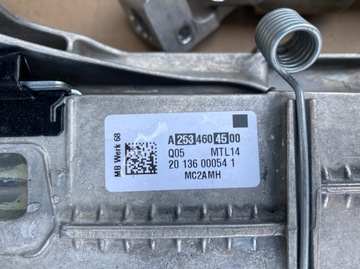 MB Werk 68
A 253 460 45 00
Q05 MTL14
20 136 00054 1
MC2AMH